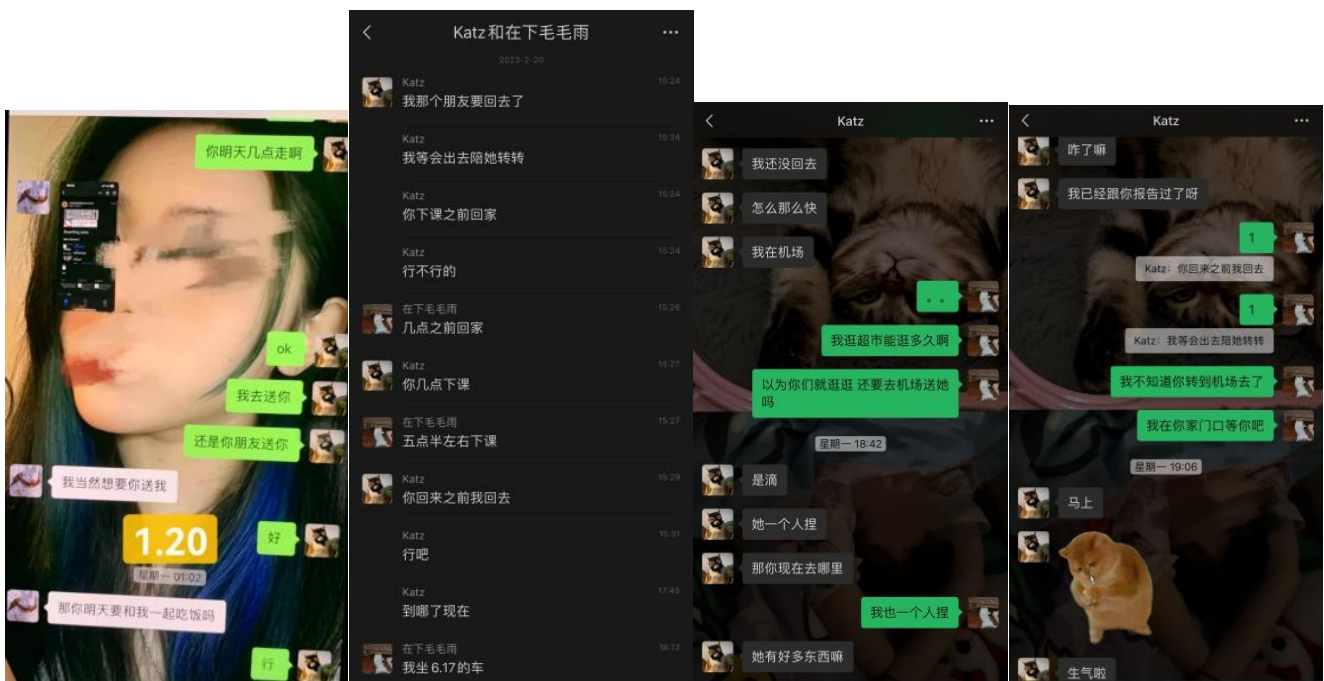 你明天几点走啊
ok
我去送你
还是你朋友送你
我当然想要你送我
1.20
好
星期一 01:02
那你明天要和我一起吃饭吗
行
Katz和在下毛毛雨
2023-2-20
Katz
15:24
我那个朋友要回去了
Katz
15:24
我等会出去陪她转转
Katz
15:24
你下课之前回家
Katz
15:24
行不行的
在下毛毛雨
15:26
几点之前回家
Katz
15:27
你几点下课
在下毛毛雨
15:27
五点半左右下课
Katz
15:29
你回来之前我回去
Katz
15:31
行吧
Katz
17:45
到哪了现在
在下毛毛雨
18:13
我坐6.17的车
Katz
我还没回去
怎么那么快
我在机场
。。
我逛超市能逛多久啊
以为你们就逛逛 还要去机场送她
吗
星期一 18:42
是滴
她一个人捏
那你现在去哪里
我也一个人捏
她有好多东西嘛
Katz
咋了嘛
我已经跟你报告过了呀
1
Katz：你回来之前我回去
1
Katz：我等会出去陪她转转
我不知道你转到机场去了
我在你家门口等你吧
星期一 19:06
马上
生气啦